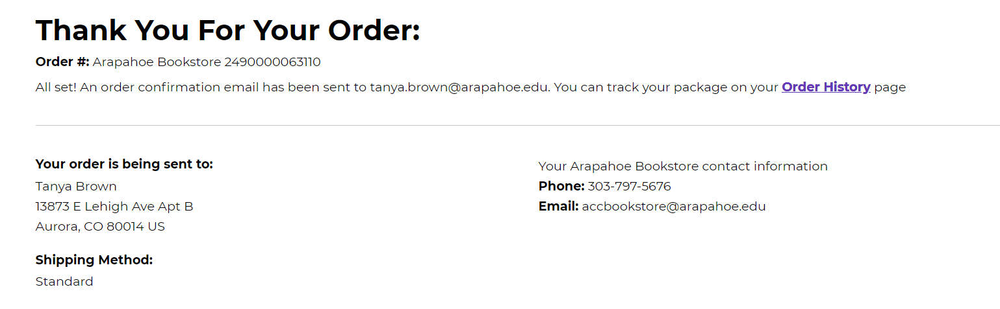 Thank You For Your Order:
Order #: Arapahoe Bookstore 2490000063110
All set! An order confirmation email has been sent to tanya.brown@arapahoe.edu. You can track your package on your Order History page
Your order is being sent to:
Tanya Brown
13873 E Lehigh Ave Apt B
Aurora, CO 80014 US
Shipping Method:
Standard
Your Arapahoe Bookstore contact information
Phone: 303-797-5676
Email: accbookstore@arapahoe.edu